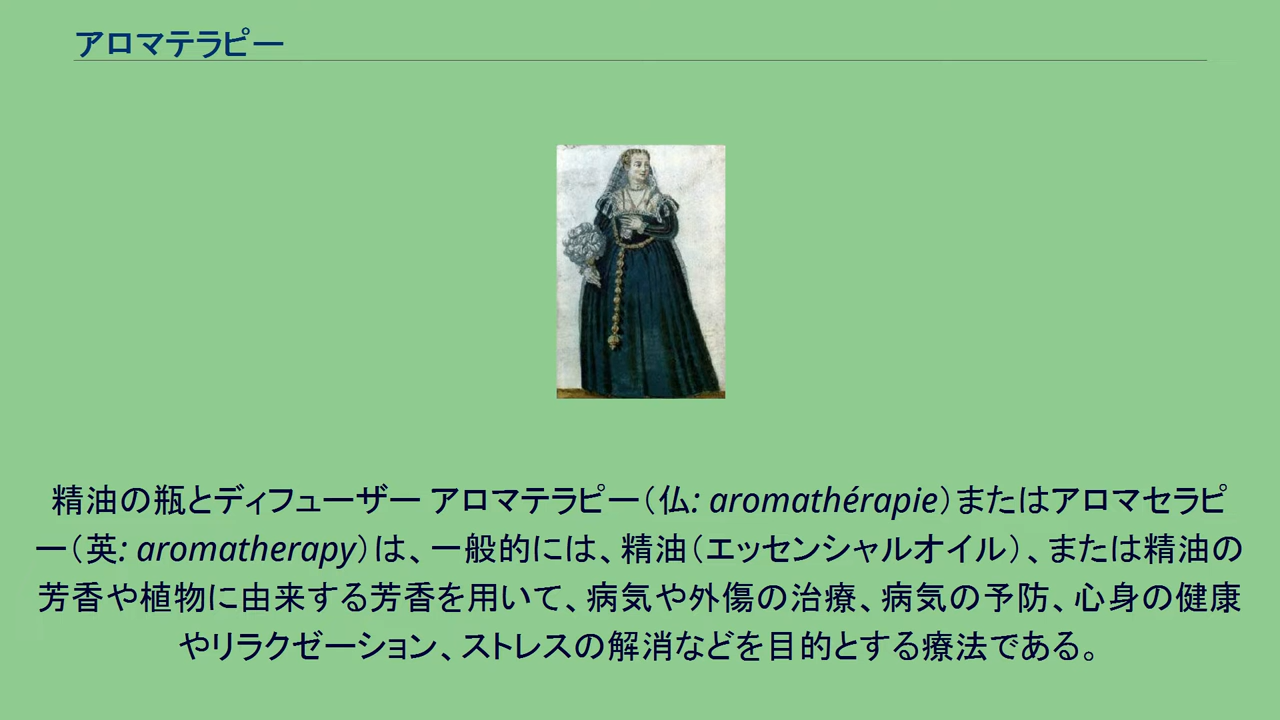 アロマテラピー
精油の瓶とディフューザー アロマテラピー（仏: aromathérapie）またはアロマセラピ
ー（英: aromatherapy）は、一般的には、精油（エッセンシャルオイル）、または精油の
芳香や植物に由来する芳香を用いて、病気や外傷の治療、病気の予防、心身の健康
やリラクゼーション、ストレスの解消などを目的とする療法である。